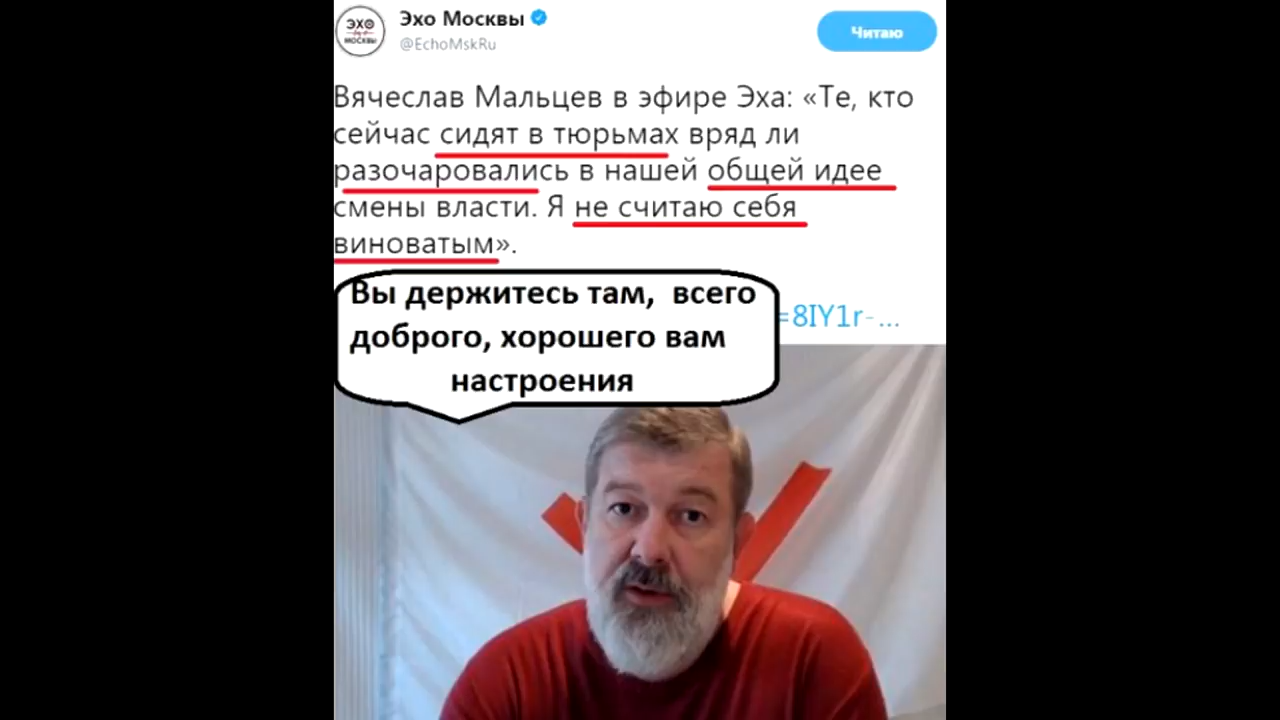 ЭХО
МОСКВЫ
Эхо Москвы
@EchoMskRu
Читаю
Вячеслав Мальцев в эфире Эха: «Те, кто
сейчас сидят в тюрьмах вряд ли
разочаровались в нашей общей идее
смены власти. Я не считаю себя
виноватым».
=8IY1r-...
Вы держитесь там, всего
доброго, хорошего вам
настроения